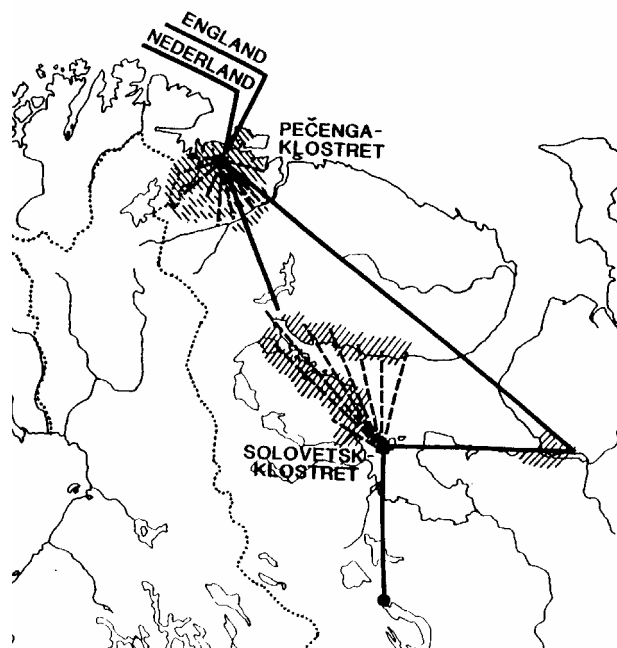 ENGLAND
NEDERLAND
PEČENGA-
KLOSTRET
SOLOVETSK-
KLOSTRET